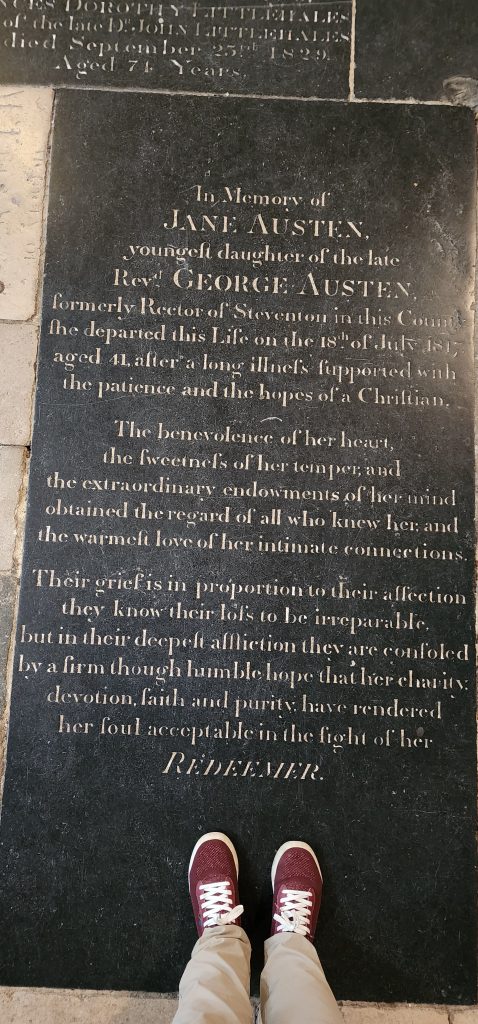 CES DOROTHY LITTLEHALES
of the late Dr. JOHN LITTLEHALES
died September 25th 1829.
Aged 74 Years.
In Memory of
JANE AUSTEN,
youngeſt daughter of the late
Revd. GEORGE AUSTEN,
formerly Rector of Steventon in this County
ſhe departed this Life on the 18th of July 1817
aged 41, after a long illneſs ſupported with
the patience and the hopes of a Chriſtian.
The benevolence of her heart,
the ſweetneſs of her temper, and
the extraordinary endowments of her mind
obtained the regard of all who knew her, and
the warmeſt love of her intimate connections.
Their grief is in proportion to their affection
they know their loſs to be irreparable,
but in their deepeſt affliction they are conſoled
by a firm though humble hope that her charity,
devotion, faith and purity, have rendered
her ſoul acceptable in the ſight of her
REDEEMER.